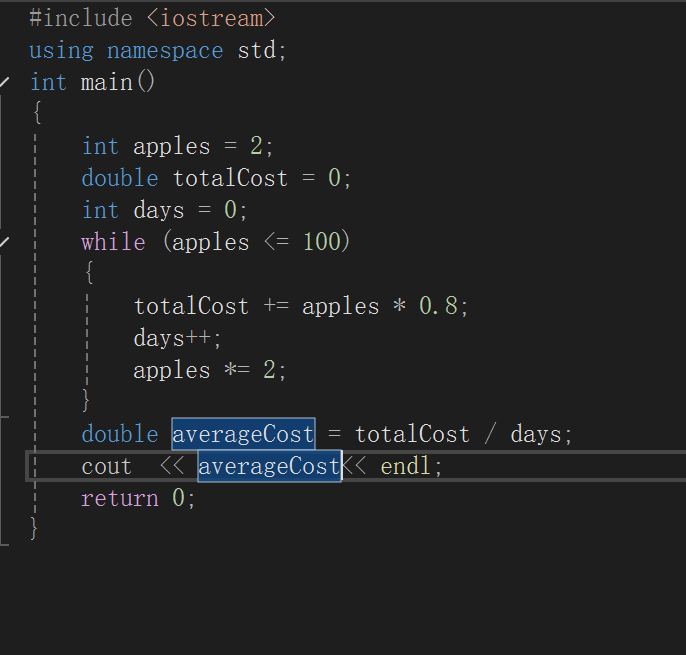 #include <iostream>
using namespace std;
int main()
{
    int apples = 2;
    double totalCost = 0;
    int days = 0;
    while (apples <= 100)
    {
        totalCost += apples * 0.8;
        days++;
        apples *= 2;
    }
    double averageCost = totalCost / days;
    cout  << averageCost<< endl;
    return 0;
}